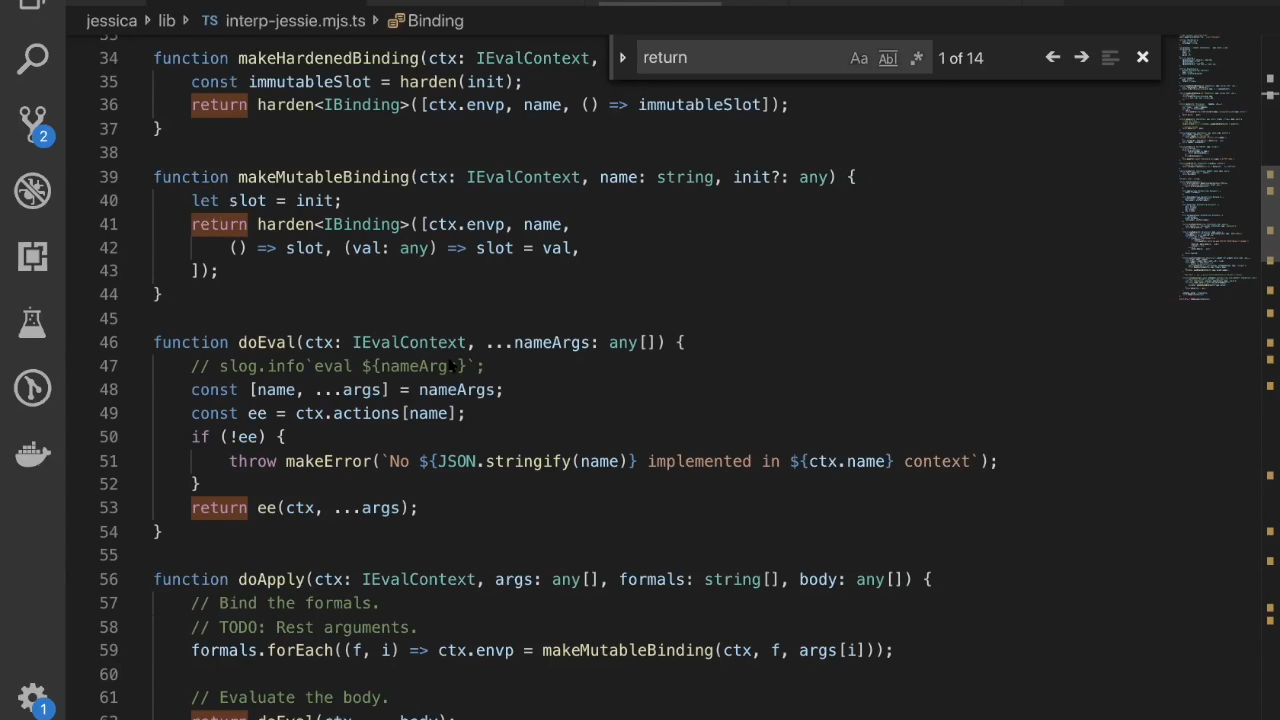 jessica › lib › TS interp-jessie.mjs.ts › Binding
return Aa Abl .* 1 of 14
34 function makeHardenedBinding(ctx: IEvalContext,
35 const immutableSlot = harden(init);
36 return harden<IBinding>([ctx.envp, name, () => immutableSlot]);
37 }
38
39 function makeMutableBinding(ctx: IEvalContext, name: string, init?: any) {
40 let slot = init;
41 return harden<IBinding>([ctx.envp, name,
42 () => slot, (val: any) => slot = val,
43 ]);
44 }
45
46 function doEval(ctx: IEvalContext, ...nameArgs: any[]) {
47 // slog.info`eval ${nameArgs}`;
48 const [name, ...args] = nameArgs;
49 const ee = ctx.actions[name];
50 if (!ee) {
51 throw makeError(`No ${JSON.stringify(name)} implemented in ${ctx.name} context`);
52 }
53 return ee(ctx, ...args);
54 }
55
56 function doApply(ctx: IEvalContext, args: any[], formals: string[], body: any[]) {
57 // Bind the formals.
58 // TODO: Rest arguments.
59 formals.forEach((f, i) => ctx.envp = makeMutableBinding(ctx, f, args[i]));
60
61 // Evaluate the body.
62 return doEval(ctx, ...body);
2
1